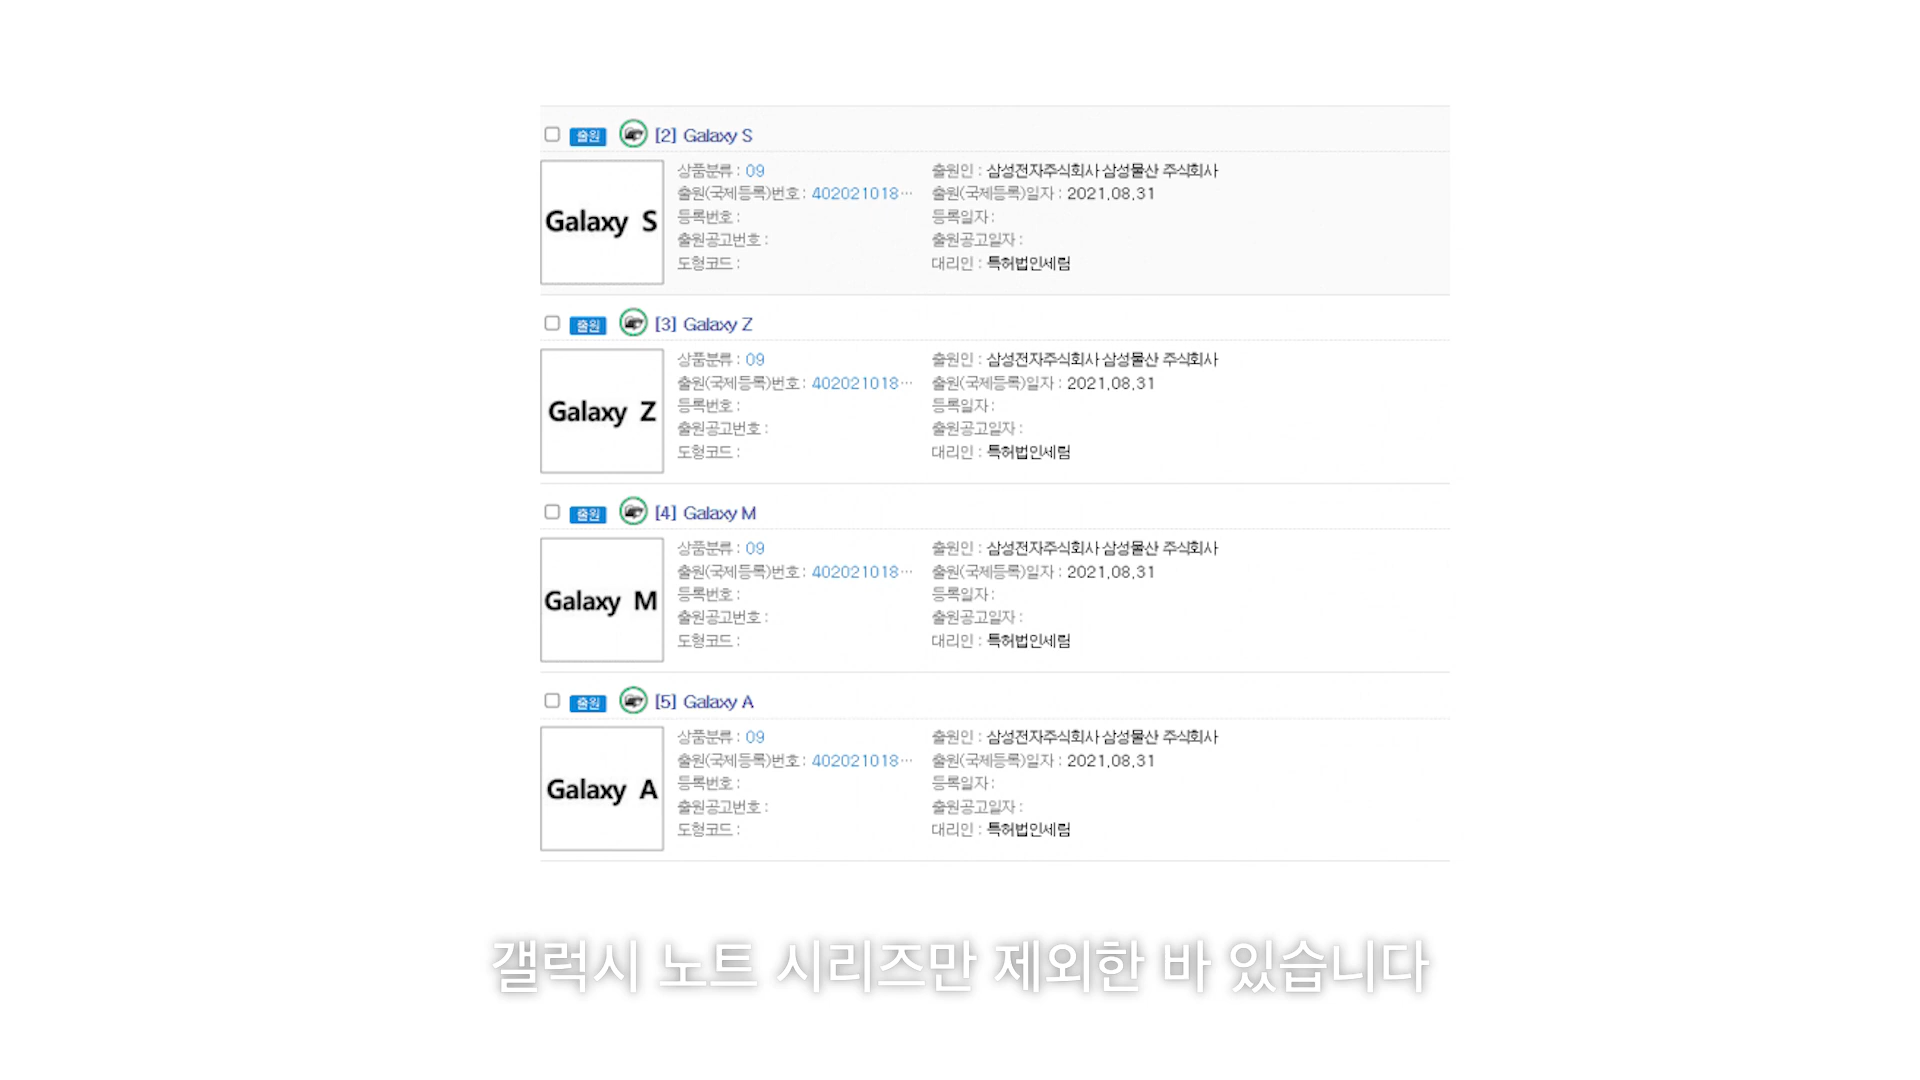 출원 [2] Galaxy S
Galaxy S
상품분류 : 09 출원인 : 삼성전자주식회사 삼성물산 주식회사
출원(국제등록)번호 : 402021018… 출원(국제등록)일자 : 2021.08.31
등록번호 : 등록일자 :
출원공고번호 : 출원공고일자 :
도형코드 : 대리인 : 특허법인세림
출원 [3] Galaxy Z
Galaxy Z
상품분류 : 09 출원인 : 삼성전자주식회사 삼성물산 주식회사
출원(국제등록)번호 : 402021018… 출원(국제등록)일자 : 2021.08.31
등록번호 : 등록일자 :
출원공고번호 : 출원공고일자 :
도형코드 : 대리인 : 특허법인세림
출원 [4] Galaxy M
Galaxy M
상품분류 : 09 출원인 : 삼성전자주식회사 삼성물산 주식회사
출원(국제등록)번호 : 402021018… 출원(국제등록)일자 : 2021.08.31
등록번호 : 등록일자 :
출원공고번호 : 출원공고일자 :
도형코드 : 대리인 : 특허법인세림
출원 [5] Galaxy A
Galaxy A
상품분류 : 09 출원인 : 삼성전자주식회사 삼성물산 주식회사
출원(국제등록)번호 : 402021018… 출원(국제등록)일자 : 2021.08.31
등록번호 : 등록일자 :
출원공고번호 : 출원공고일자 :
도형코드 : 대리인 : 특허법인세림
갤럭시 노트 시리즈만 제외한 바 있습니다